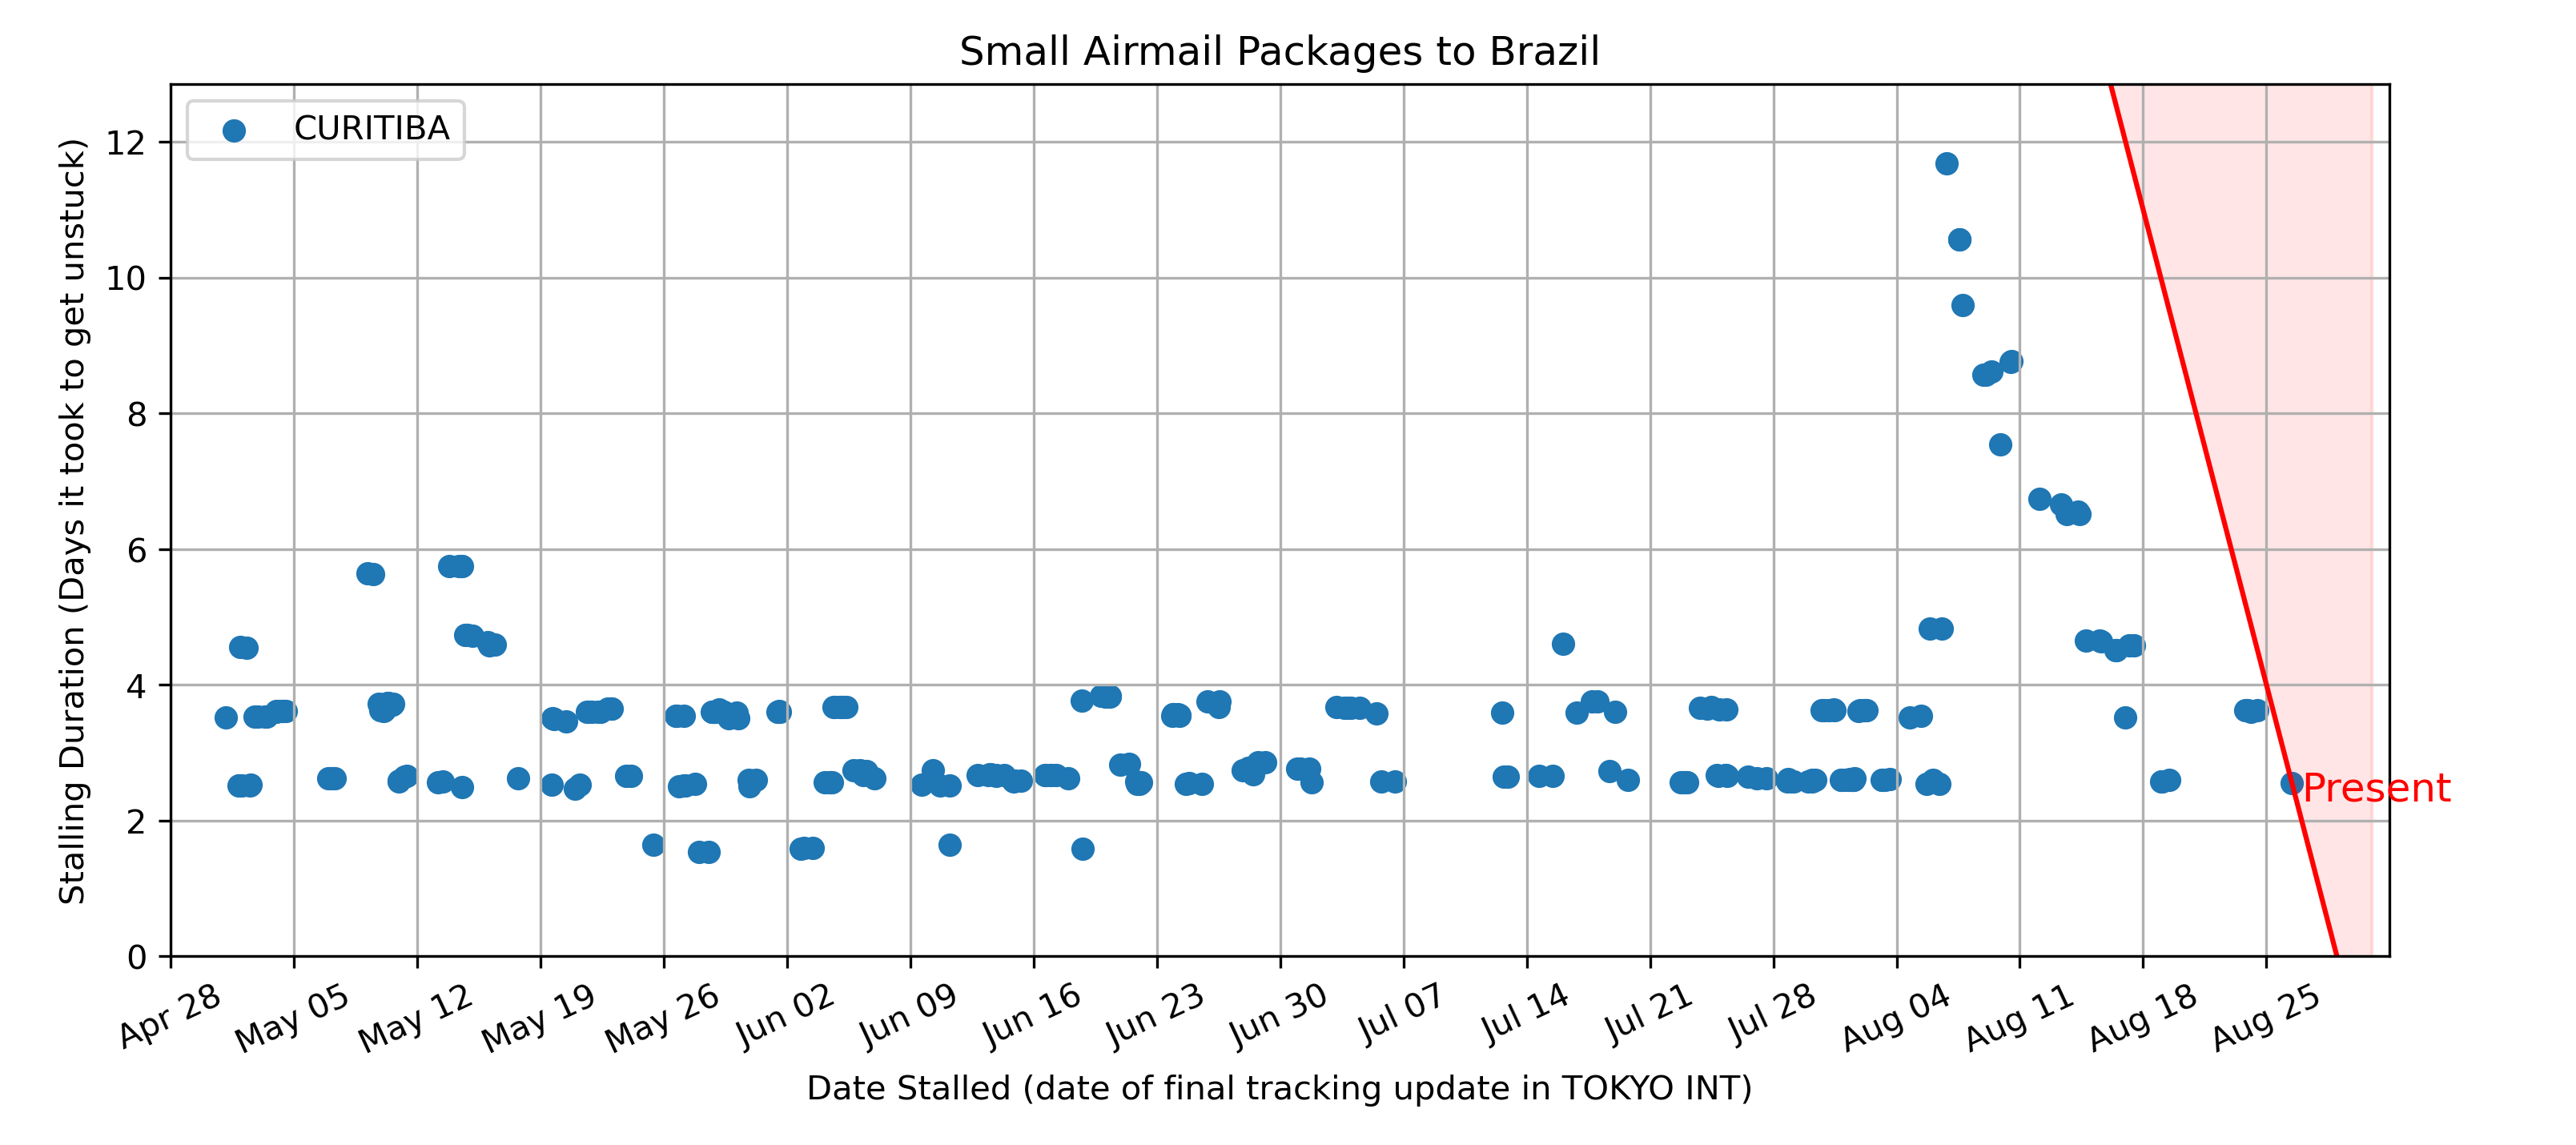 Small Airmail Packages to Brazil
CURITIBA
Stalling Duration (Days it took to get unstuck)
12
10
8
6
4
2
0
Present
Apr 28
May 05
May 12
May 19
May 26
Jun 02
Jun 09
Jun 16
Jun 23
Jun 30
Jul 07
Jul 14
Jul 21
Jul 28
Aug 04
Aug 11
Aug 18
Aug 25
Date Stalled (date of final tracking update in TOKYO INT)